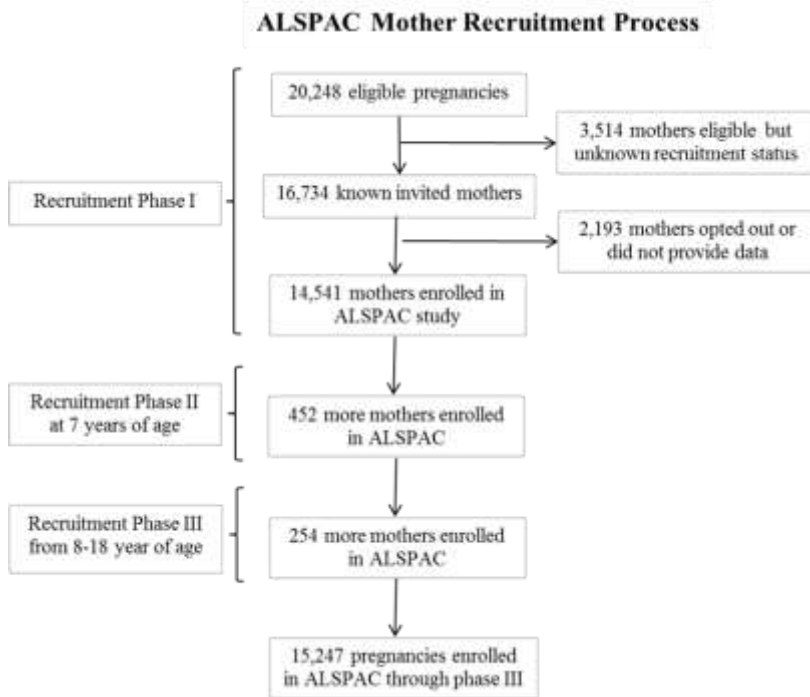 ALSPAC Mother Recruitment Process
20,248 eligible pregnancies
3,514 mothers eligible but
unknown recruitment status
Recruitment Phase I
16,734 known invited mothers
2,193 mothers opted out or
did not provide data
14,541 mothers enrolled in
ALSPAC study
Recruitment Phase II
at 7 years of age
452 more mothers enrolled
in ALSPAC
Recruitment Phase III
from 8-18 year of age
254 more mothers enrolled
in ALSPAC
15,247 pregnancies enrolled
in ALSPAC through phase III